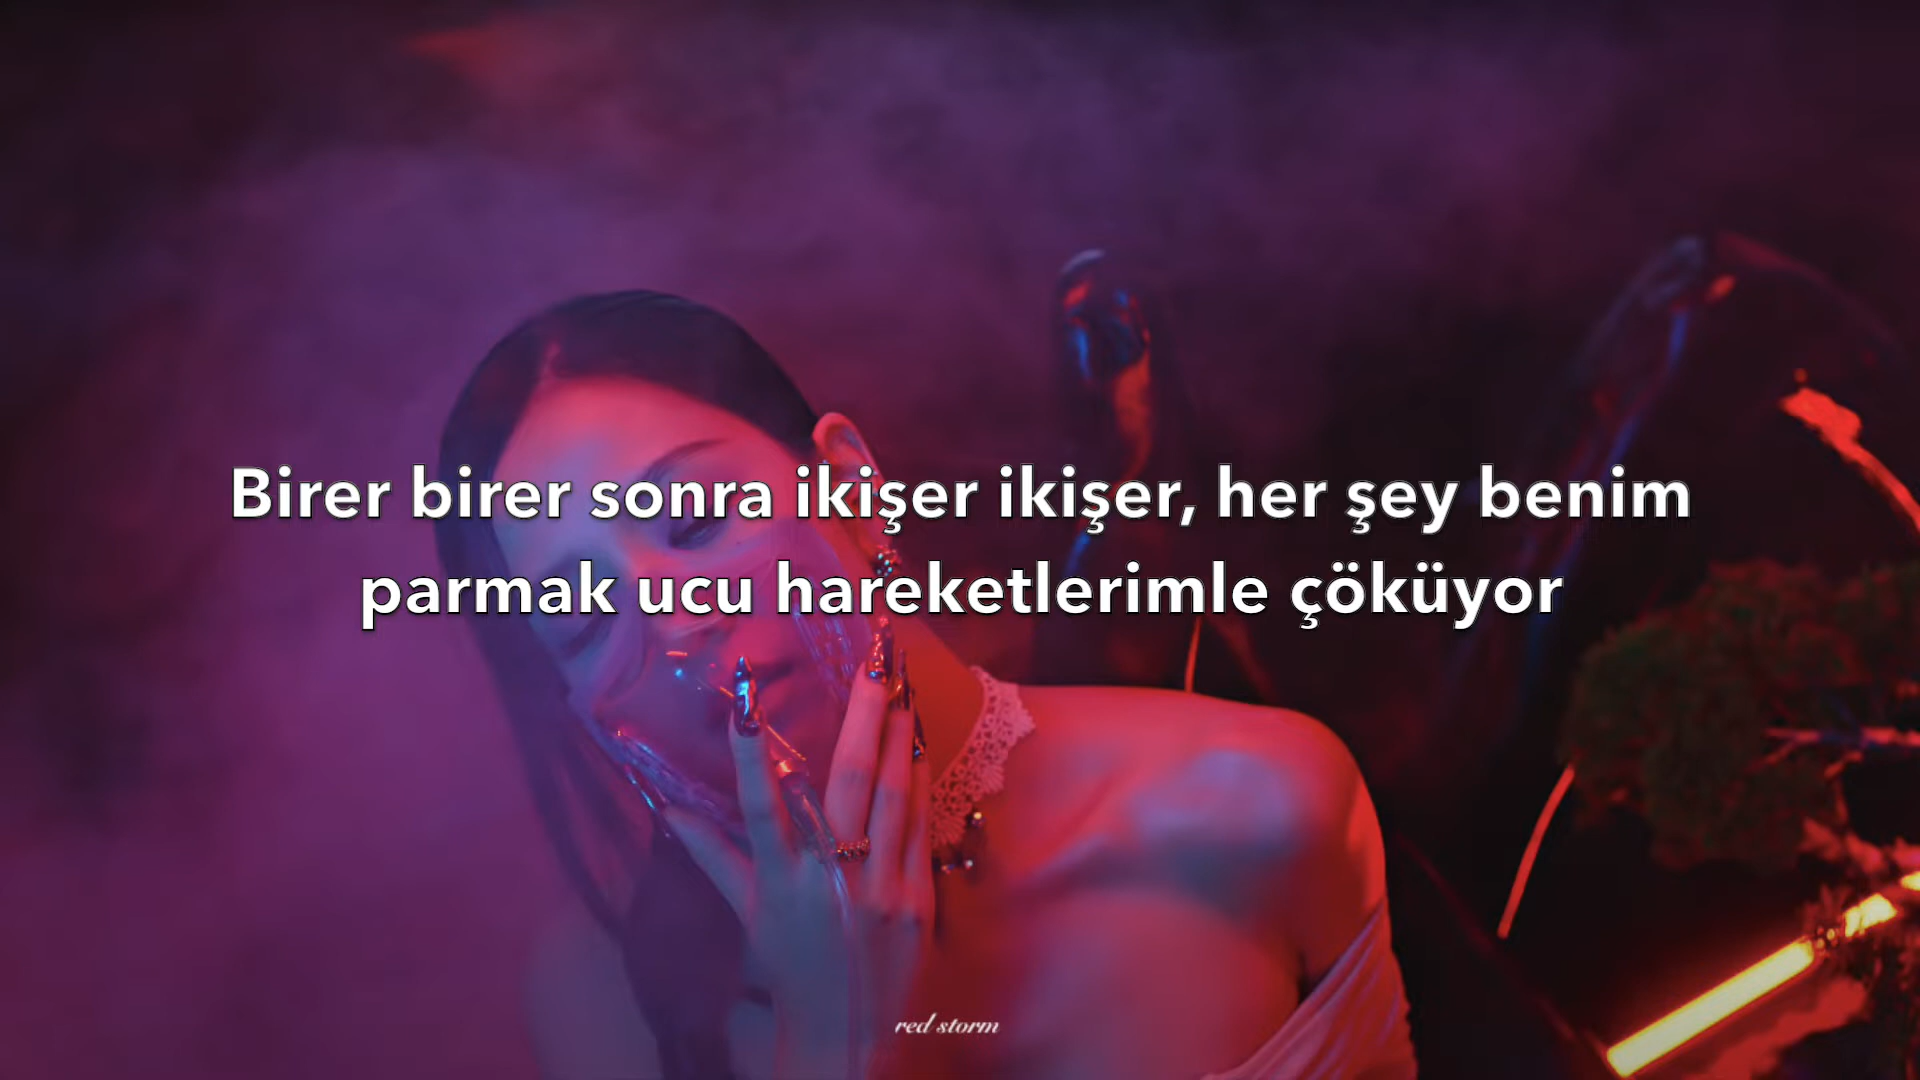 Birer birer sonra ikişer ikişer, her şey benim
parmak ucu hareketlerimle çöküyor
red storm